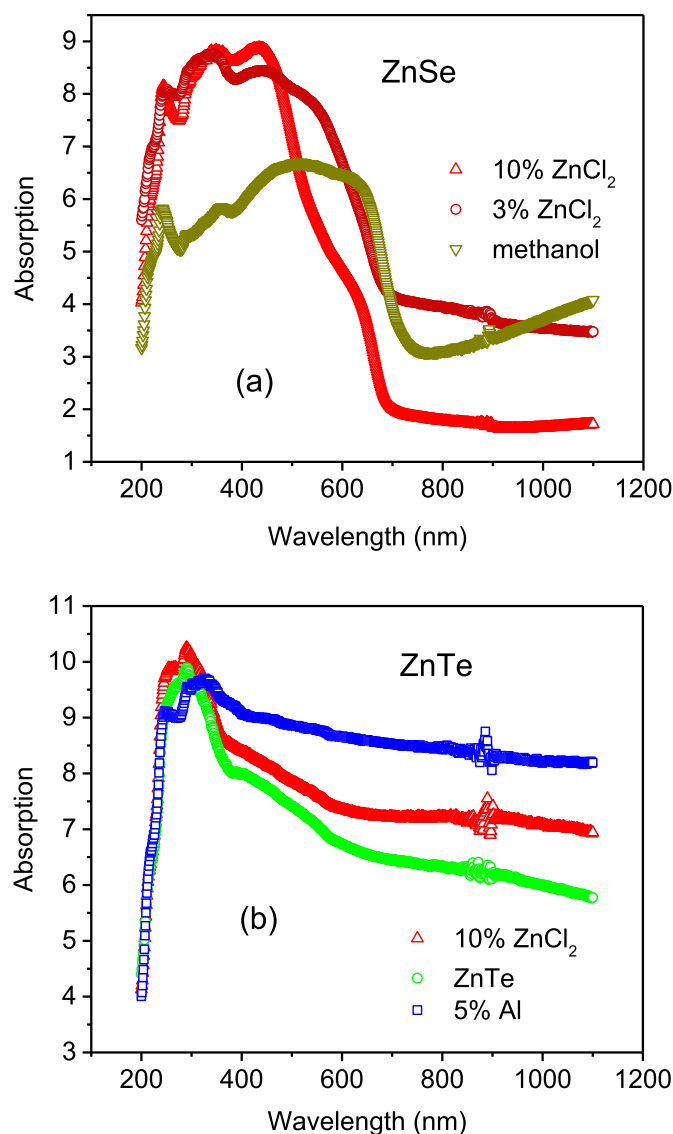 9
8
7
6
5
4
3
2
1
Absorption
ZnSe
10% ZnCl₂
3% ZnCl₂
methanol
(a)
200 400 600 800 1000 1200
Wavelength (nm)
11
10
9
8
7
6
5
4
3
Absorption
ZnTe
(b)
10% ZnCl₂
ZnTe
5% Al
200 400 600 800 1000 1200
Wavelength (nm)